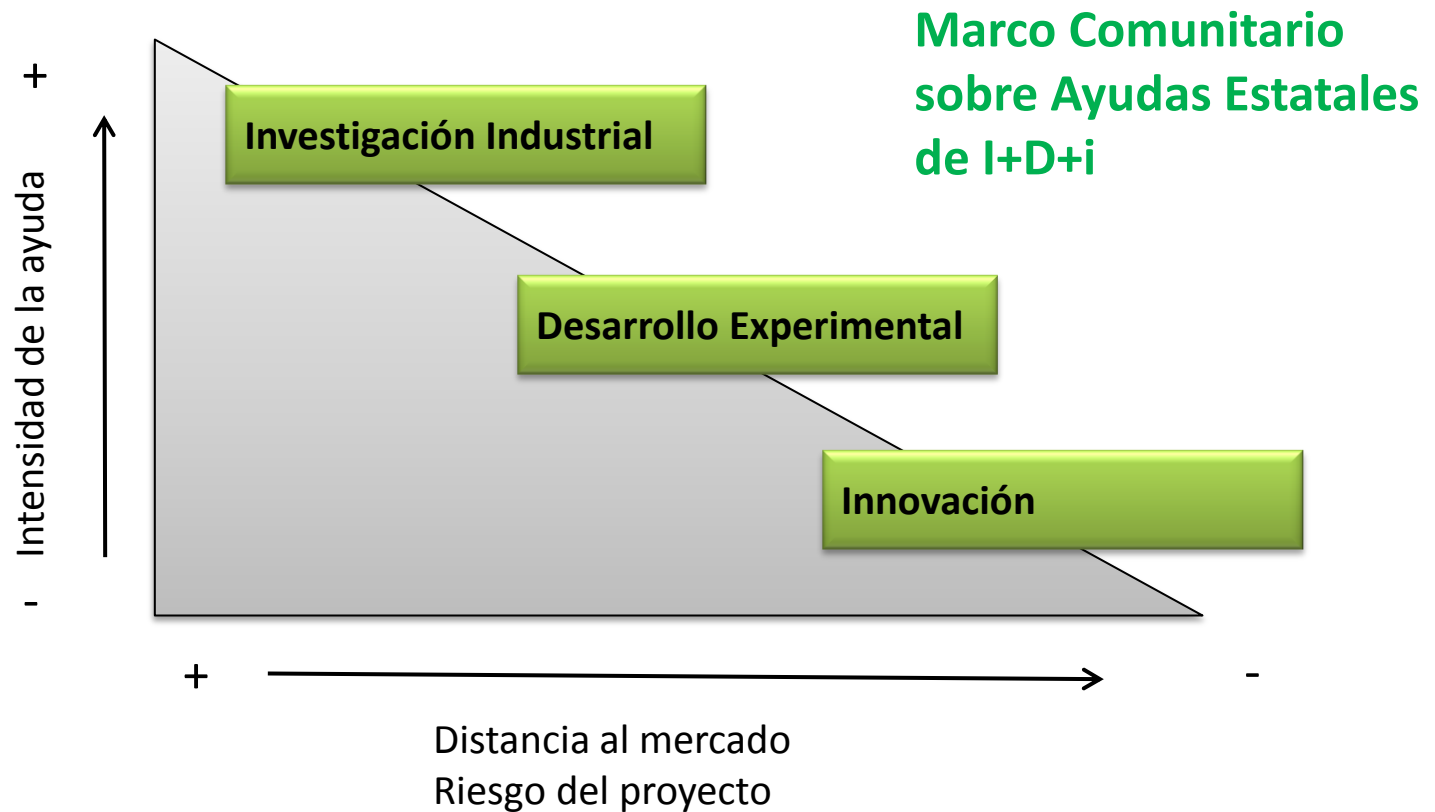 Marco Comunitario
sobre Ayudas Estatales
de I+D+i
+
Intensidad de la ayuda
-
Investigación Industrial
Desarrollo Experimental
Innovación
+
-
Distancia al mercado
Riesgo del proyecto